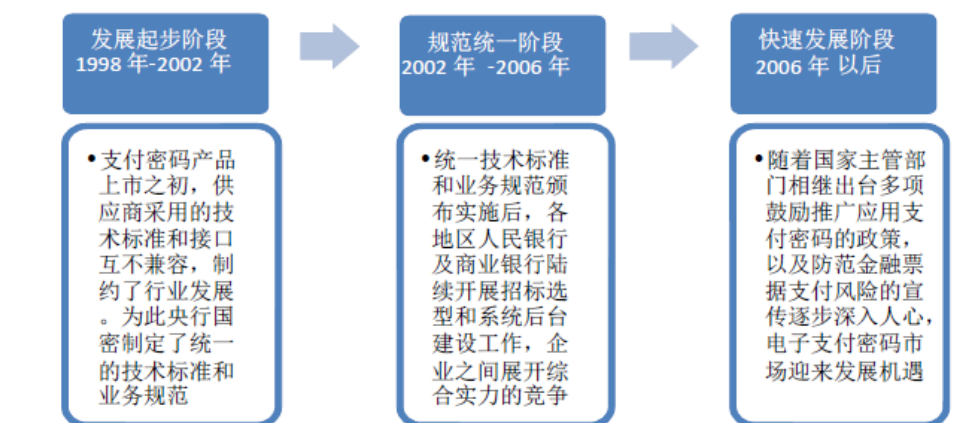 发展起步阶段
1998 年-2002 年
规范统一阶段
2002 年 -2006 年
快速发展阶段
2006 年 以后
•支付密码产品
上市之初，供
应商采用的技
术标准和接口
互不兼容，制
约了行业发展
。为此央行国
密制定了统一
的技术标准和
业务规范
•统一技术标准
和业务规范颁
布实施后，各
地区人民银行
及商业银行陆
续开展招标选
型和系统后台
建设工作，企
业之间展开综
合实力的竞争
•随着国家主管部
门相继出台多项
鼓励推广应用支
付密码的政策，
以及防范金融票
据支付风险的宣
传逐步深入人心，
电子支付密码市
场迎来发展机遇